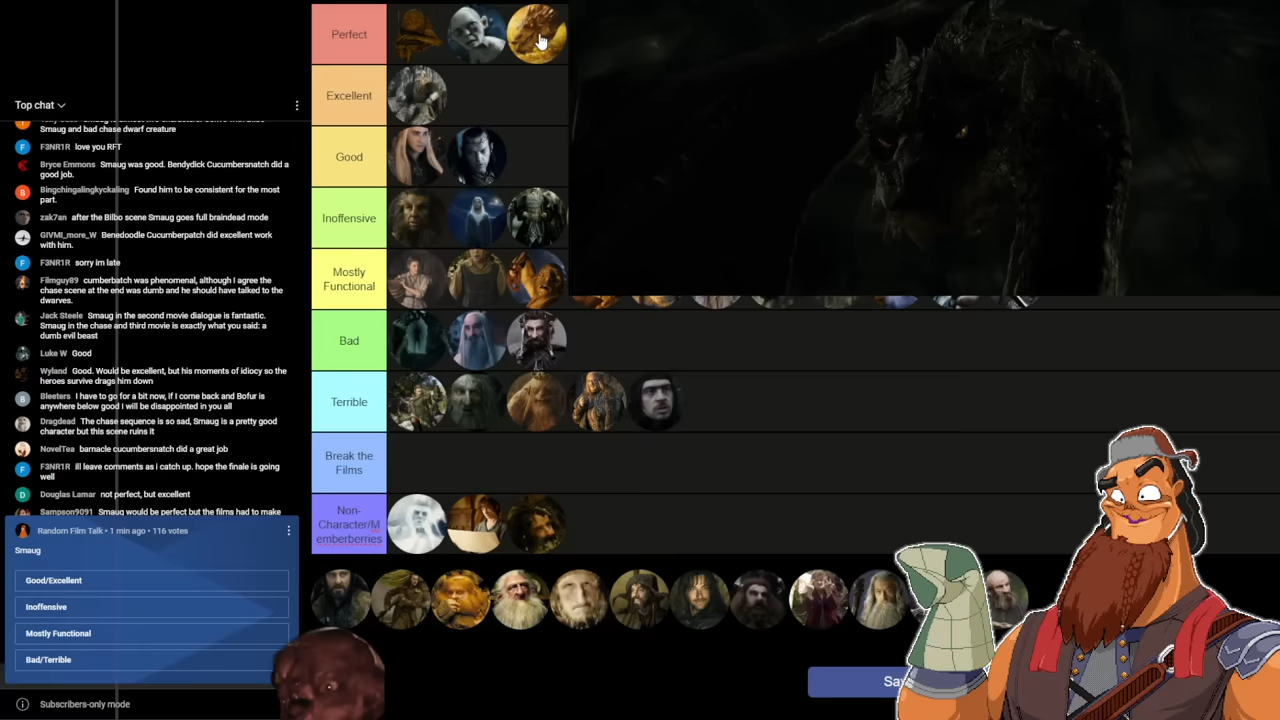 Top chat
Smaug and bad chase dwarf creature
F3NR1R love you RFT
Bryce Emmons Smaug was good. Bendydick Cucumbersnatch did a
good job.
Bingchingalingkyckaling Found him to be consistent for the most
part.
zak7an after the Bilbo scene Smaug goes full braindead mode
GIVMI_more_W Benedoodle Cucumberpatch did excellent work
with him.
F3NR1R sorry im late
Filmguy89 cumberbatch was phenomenal, although I agree the
chase scene at the end was dumb and he should have talked to the
dwarves.
Jack Steele Smaug in the second movie dialogue is fantastic.
Smaug in the chase and third movie is exactly what you said: a
dumb evil beast
Luke W Good
Wyland Good. Would be excellent, but his moments of idiocy so the
heroes survive drags him down
Bleeters I have to go for a bit now, if I come back and Bofur is
anywhere below good I will be disappointed in you all
Dragdead The chase sequence is so sad, Smaug is a pretty good
character but this scene ruins it
NovelTea barnacle cucumbersnatch did a great job
F3NR1R ill leave comments as i catch up. hope the finale is going
well
Douglas Lamar not perfect, but excellent
Sampson9091 Smaug would be perfect but the films had to make
Random Film Talk • 1 min ago • 116 votes
Smaug
Good/Excellent
Inoffensive
Mostly Functional
Bad/Terrible
Subscribers-only mode
Perfect
Excellent
Good
Inoffensive
Mostly
Functional
Bad
Terrible
Break the
Films
Non-
Character/M
emberberries